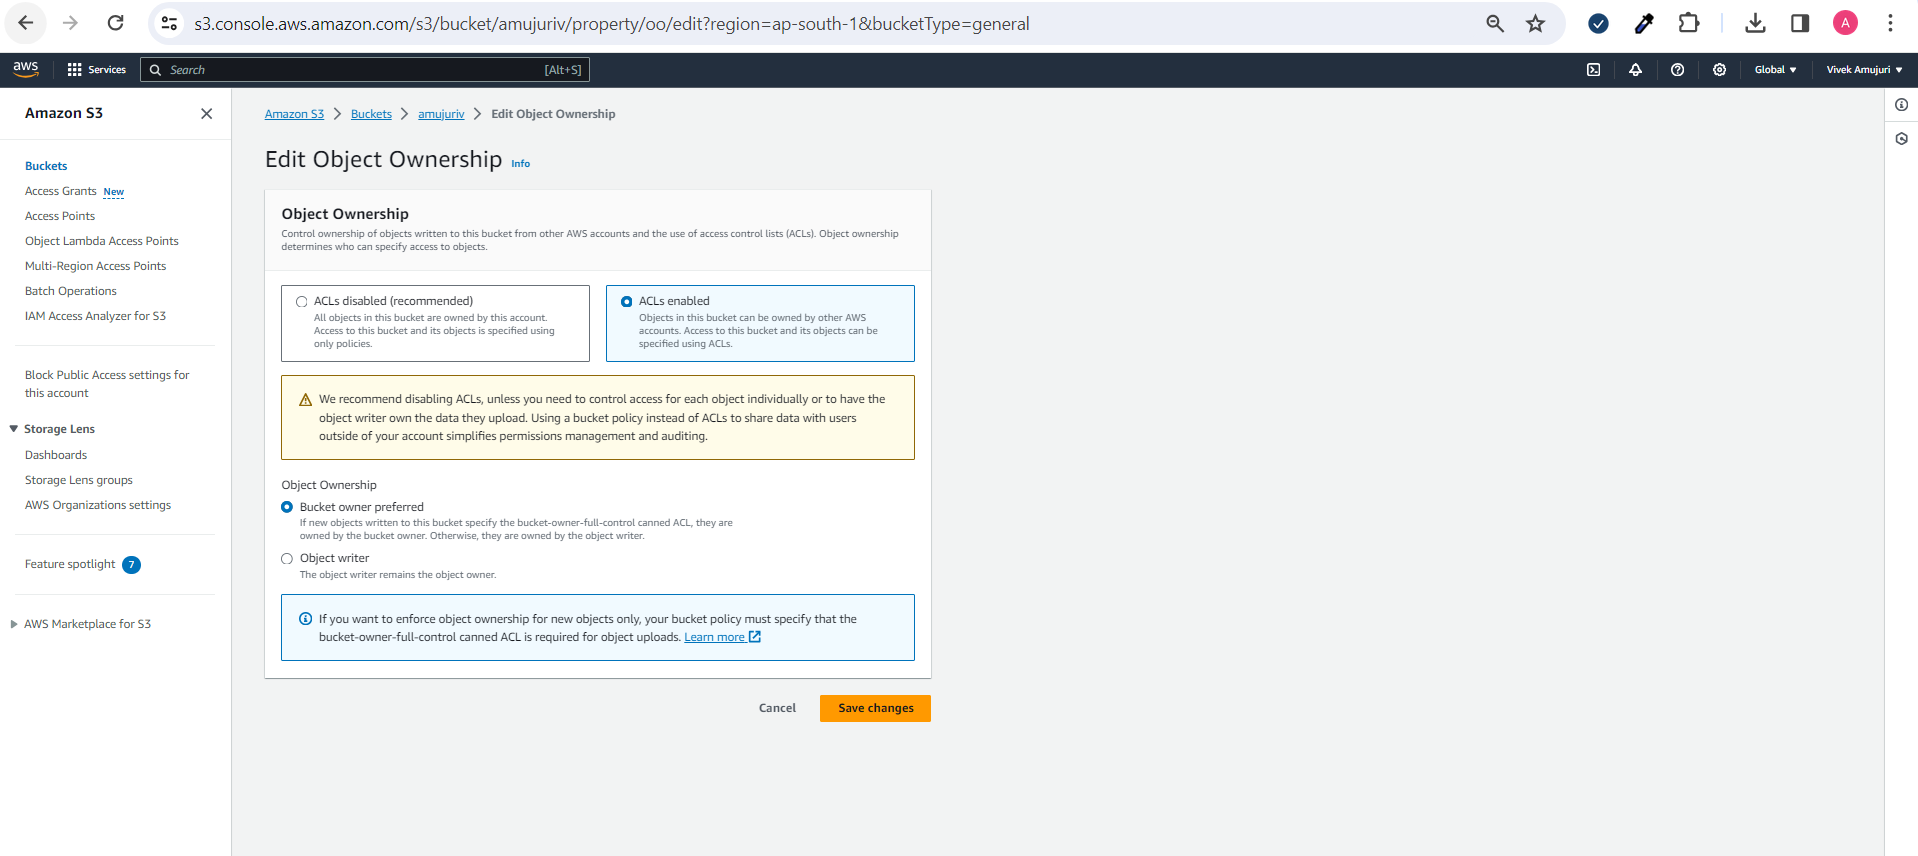 s3.console.aws.amazon.com/s3/bucket/amujuriv/property/oo/edit?region=ap-south-1&bucketType=general
A
aws
Services
Search
[Alt+S]
Global
Vivek Amujuri
Amazon S3
Buckets
Access Grants New
Access Points
Object Lambda Access Points
Multi-Region Access Points
Batch Operations
IAM Access Analyzer for S3
Block Public Access settings for
this account
Storage Lens
Dashboards
Storage Lens groups
AWS Organizations settings
Feature spotlight 7
AWS Marketplace for S3
Amazon S3 > Buckets > amujuriv > Edit Object Ownership
Edit Object Ownership Info
Object Ownership
Control ownership of objects written to this bucket from other AWS accounts and the use of access control lists (ACLs). Object ownership
determines who can specify access to objects.
ACLs disabled (recommended)
All objects in this bucket are owned by this account.
Access to this bucket and its objects is specified using
only policies.
ACLs enabled
Objects in this bucket can be owned by other AWS
accounts. Access to this bucket and its objects can be
specified using ACLs.
We recommend disabling ACLs, unless you need to control access for each object individually or to have the
object writer own the data they upload. Using a bucket policy instead of ACLs to share data with users
outside of your account simplifies permissions management and auditing.
Object Ownership
Bucket owner preferred
If new objects written to this bucket specify the bucket-owner-full-control canned ACL, they are
owned by the bucket owner. Otherwise, they are owned by the object writer.
Object writer
The object writer remains the object owner.
If you want to enforce object ownership for new objects only, your bucket policy must specify that the
bucket-owner-full-control canned ACL is required for object uploads. Learn more
Cancel
Save changes